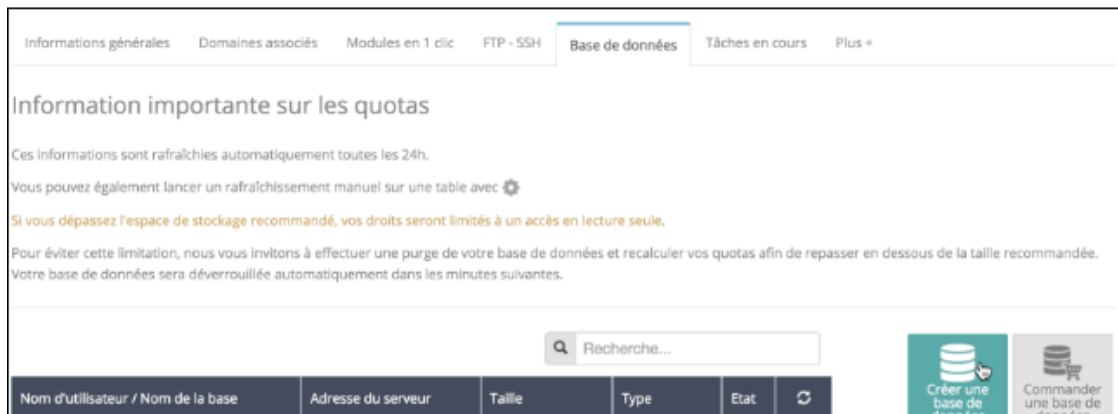 Informations générales Domaines associés Modules en 1 clic FTP - SSH Base de données Tâches en cours Plus +
Information importante sur les quotas
Ces informations sont rafraîchies automatiquement toutes les 24h.
Vous pouvez également lancer un rafraîchissement manuel sur une table avec
Si vous dépassez l'espace de stockage recommandé, vos droits seront limités à un accès en lecture seule.
Pour éviter cette limitation, nous vous invitons à effectuer une purge de votre base de données et recalculer vos quotas afin de repasser en dessous de la taille recommandée.
Votre base de données sera déverrouillée automatiquement dans les minutes suivantes.
Recherche...
Nom d'utilisateur / Nom de la base Adresse du serveur Taille Type Etat
Créer une
base de
données
Commander
une base de